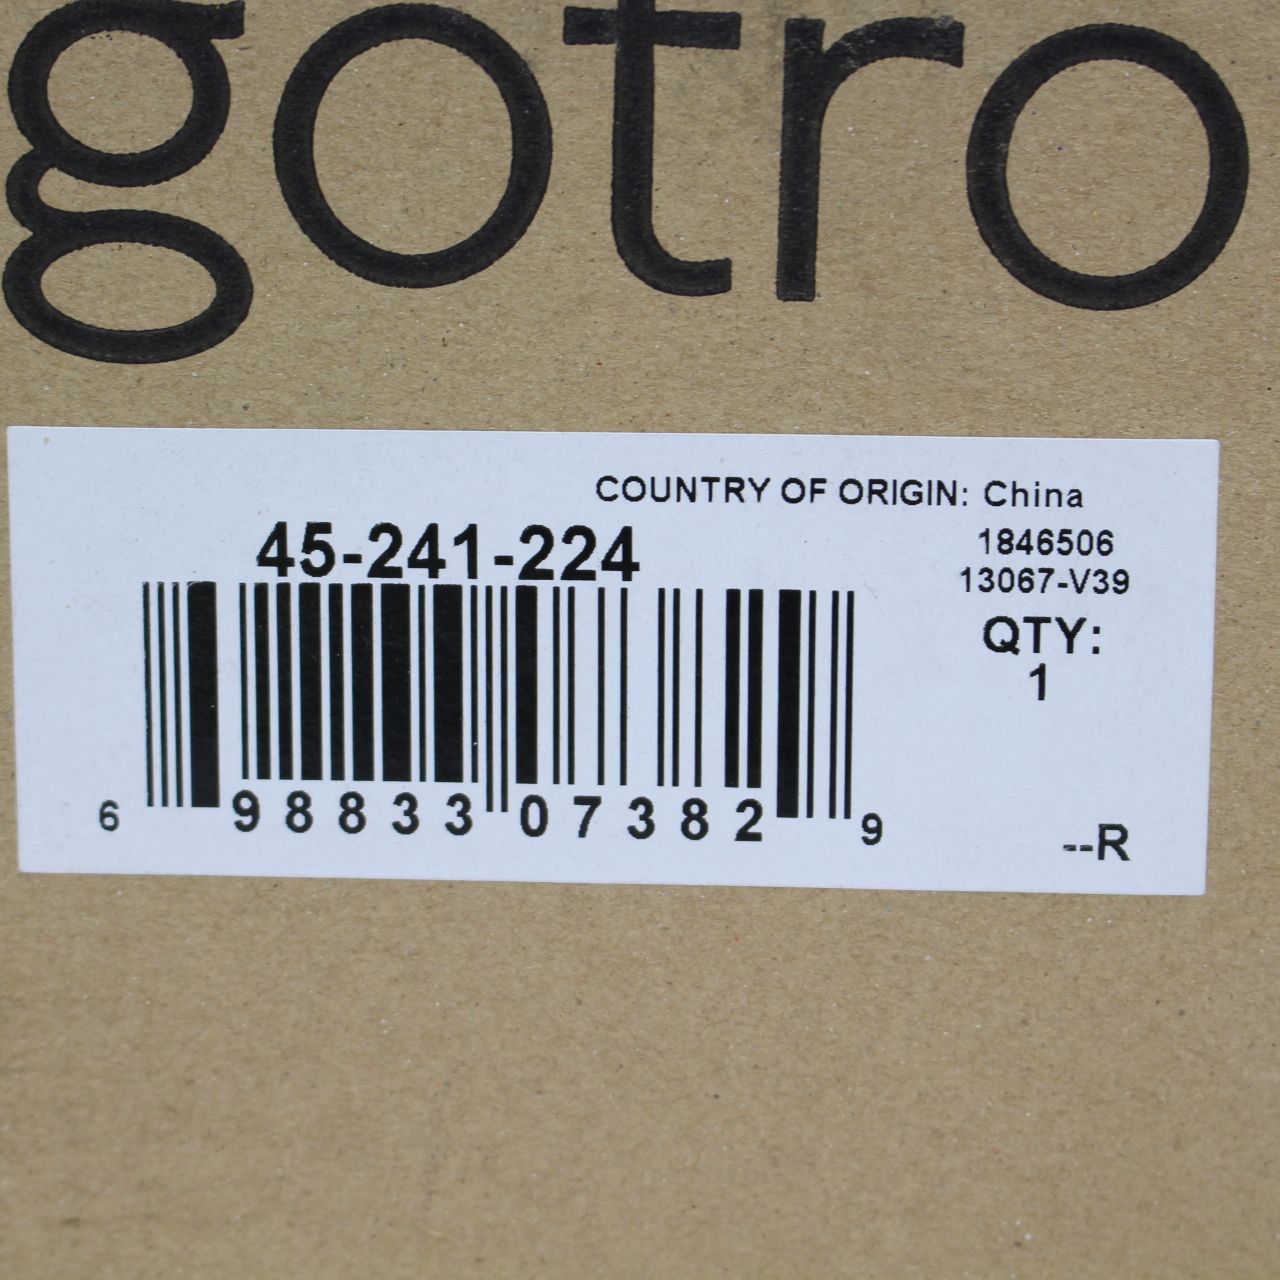 gotro
COUNTRY OF ORIGIN: China
45-241-224
1846506
13067-V39
QTY:
1
6 98833 07382 9
--R